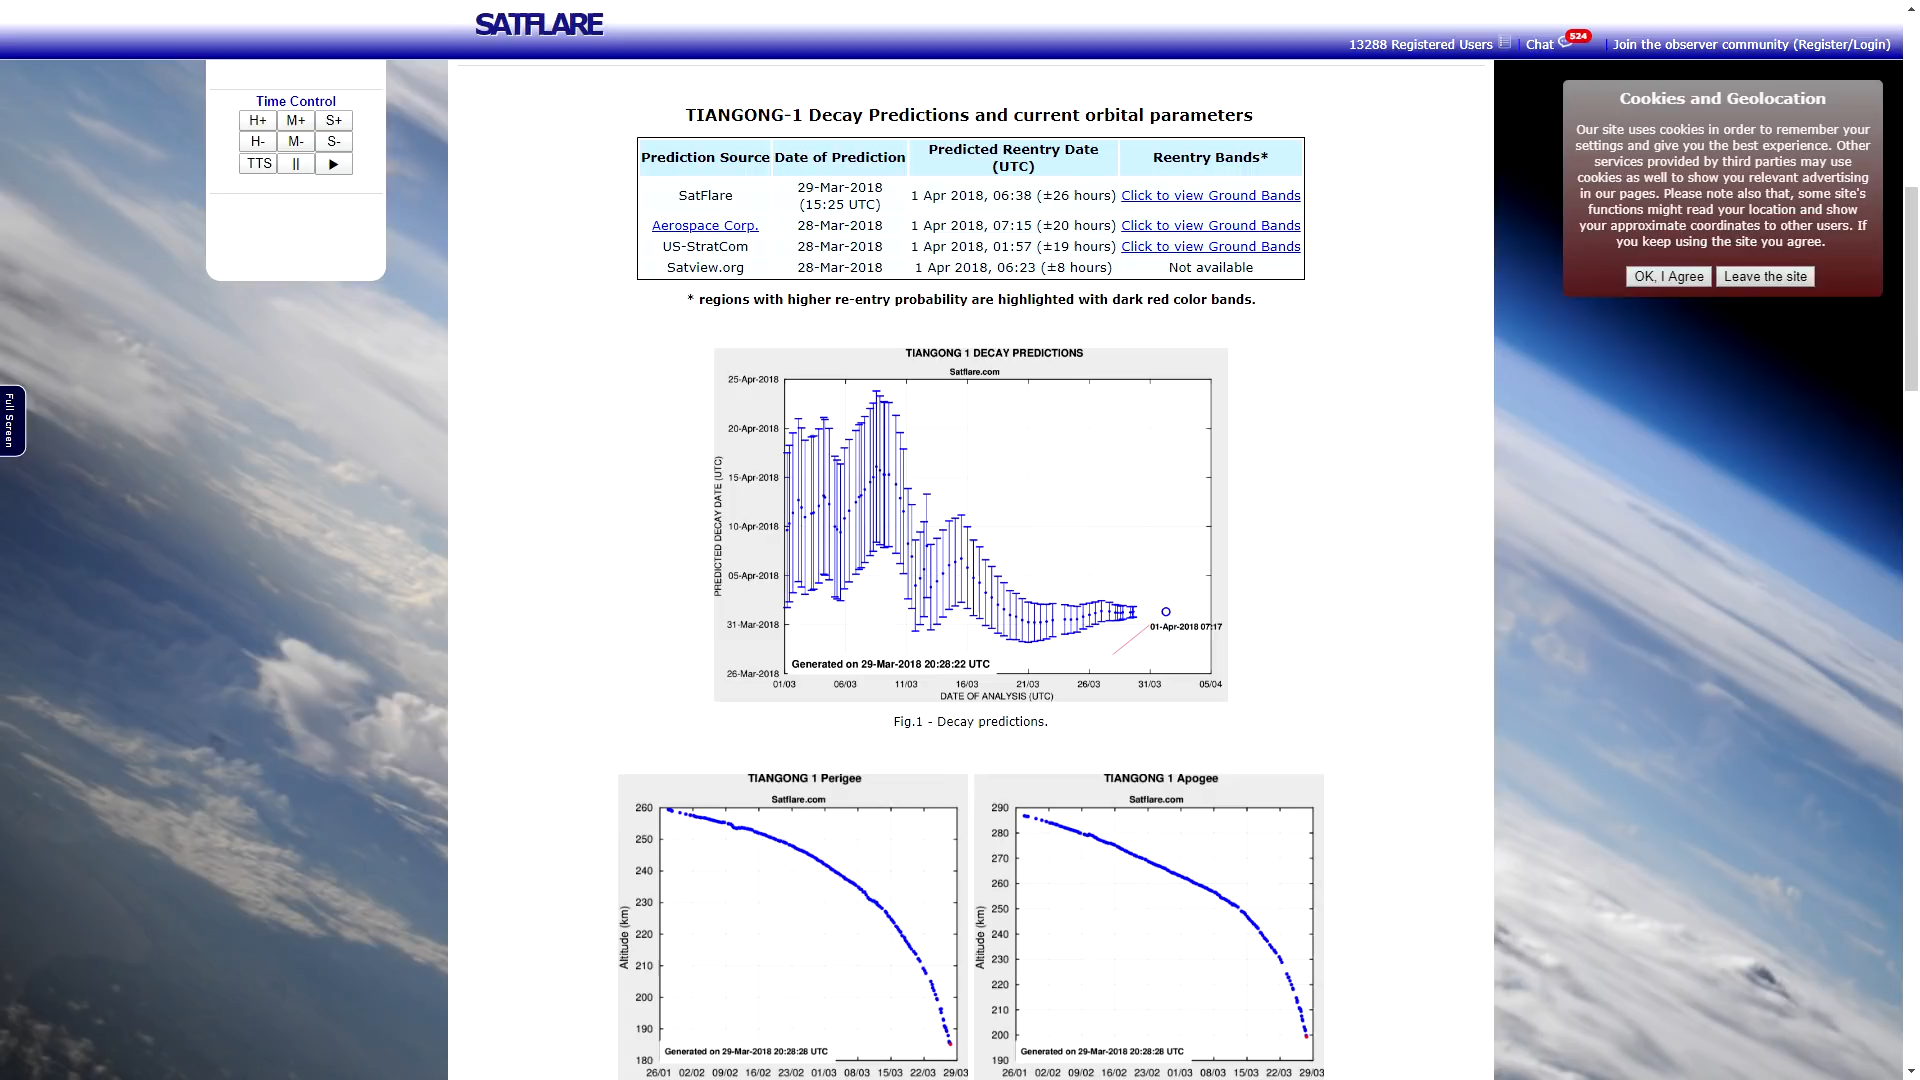 SATFLARE
13288 Registered Users | Chat 524 | Join the observer community (Register/Login)
Time Control
H+ M+ S+
H- M- S-
TTS || ▶
Full Screen
TIANGONG-1 Decay Predictions and current orbital parameters
Prediction Source Date of Prediction Predicted Reentry Date (UTC) Reentry Bands*
SatFlare 29-Mar-2018 (15:25 UTC) 1 Apr 2018, 06:38 (±26 hours) Click to view Ground Bands
Aerospace Corp. 28-Mar-2018 1 Apr 2018, 07:15 (±20 hours) Click to view Ground Bands
US-StratCom 28-Mar-2018 1 Apr 2018, 01:57 (±19 hours) Click to view Ground Bands
Satview.org 28-Mar-2018 1 Apr 2018, 06:23 (±8 hours) Not available
* regions with higher re-entry probability are highlighted with dark red color bands.
Cookies and Geolocation
Our site uses cookies in order to remember your
settings and give you the best experience. Other
services provided by third parties may use
cookies as well to show you relevant advertising
in our pages. Please note also that, some site's
functions might read your location and show
your approximate coordinates to other users. If
you keep using the site you agree.
OK, I Agree Leave the site
TIANGONG 1 DECAY PREDICTIONS
Satflare.com
PREDICTED DECAY DATE (UTC)
25-Apr-2018
20-Apr-2018
15-Apr-2018
10-Apr-2018
05-Apr-2018
31-Mar-2018
26-Mar-2018
01-Apr-2018 07:17
Generated on 29-Mar-2018 20:28:22 UTC
01/03 06/03 11/03 16/03 21/03 26/03 31/03 05/04
DATE OF ANALYSIS (UTC)
Fig.1 - Decay predictions.
TIANGONG 1 Perigee
Satflare.com
Altitude (km)
260
250
240
230
220
210
200
190
180
Generated on 29-Mar-2018 20:28:28 UTC
26/01 02/02 09/02 16/02 23/02 01/03 08/03 15/03 22/03 29/03
TIANGONG 1 Apogee
Satflare.com
Altitude (km)
290
280
270
260
250
240
230
220
210
200
190
Generated on 29-Mar-2018 20:28:28 UTC
26/01 02/02 09/02 16/02 23/02 01/03 08/03 15/03 22/03 29/03